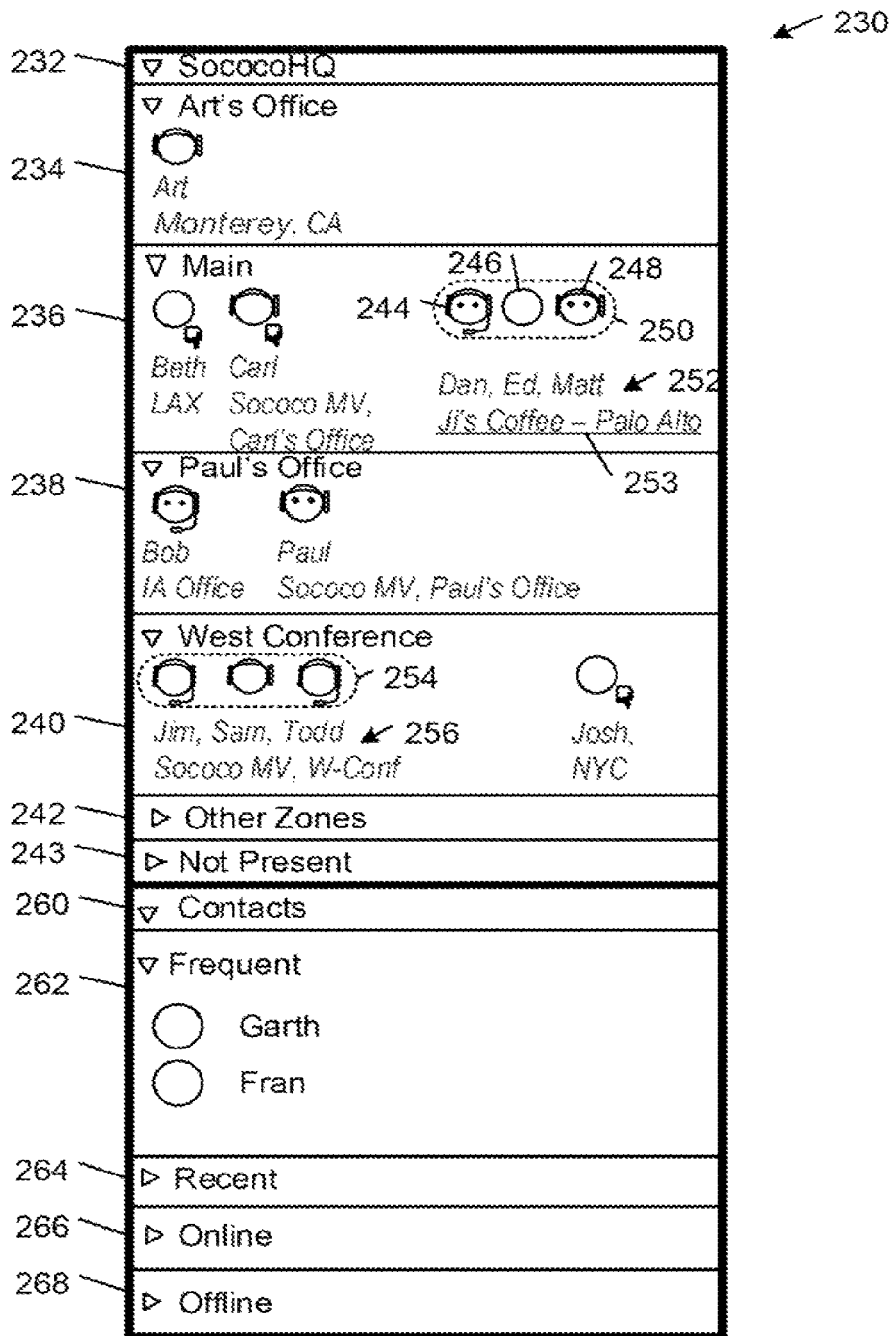 230
232 SococoHQ
Art's Office
234
Art
Monterey, CA
Main 246 248
236 244 250
Beth Carl Dan, Ed, Matt 252
LAX Sococo MV, Ji's Coffee – Palo Alto
Carl's Office
Paul's Office 253
238
Bob Paul
IA Office Sococo MV, Paul's Office
West Conference
254
240 Jim, Sam, Todd 256 Josh,
Sococo MV, W-Conf NYC
242 Other Zones
243 Not Present
260 Contacts
Frequent
262
Garth
Fran
264 Recent
266 Online
268 Offline